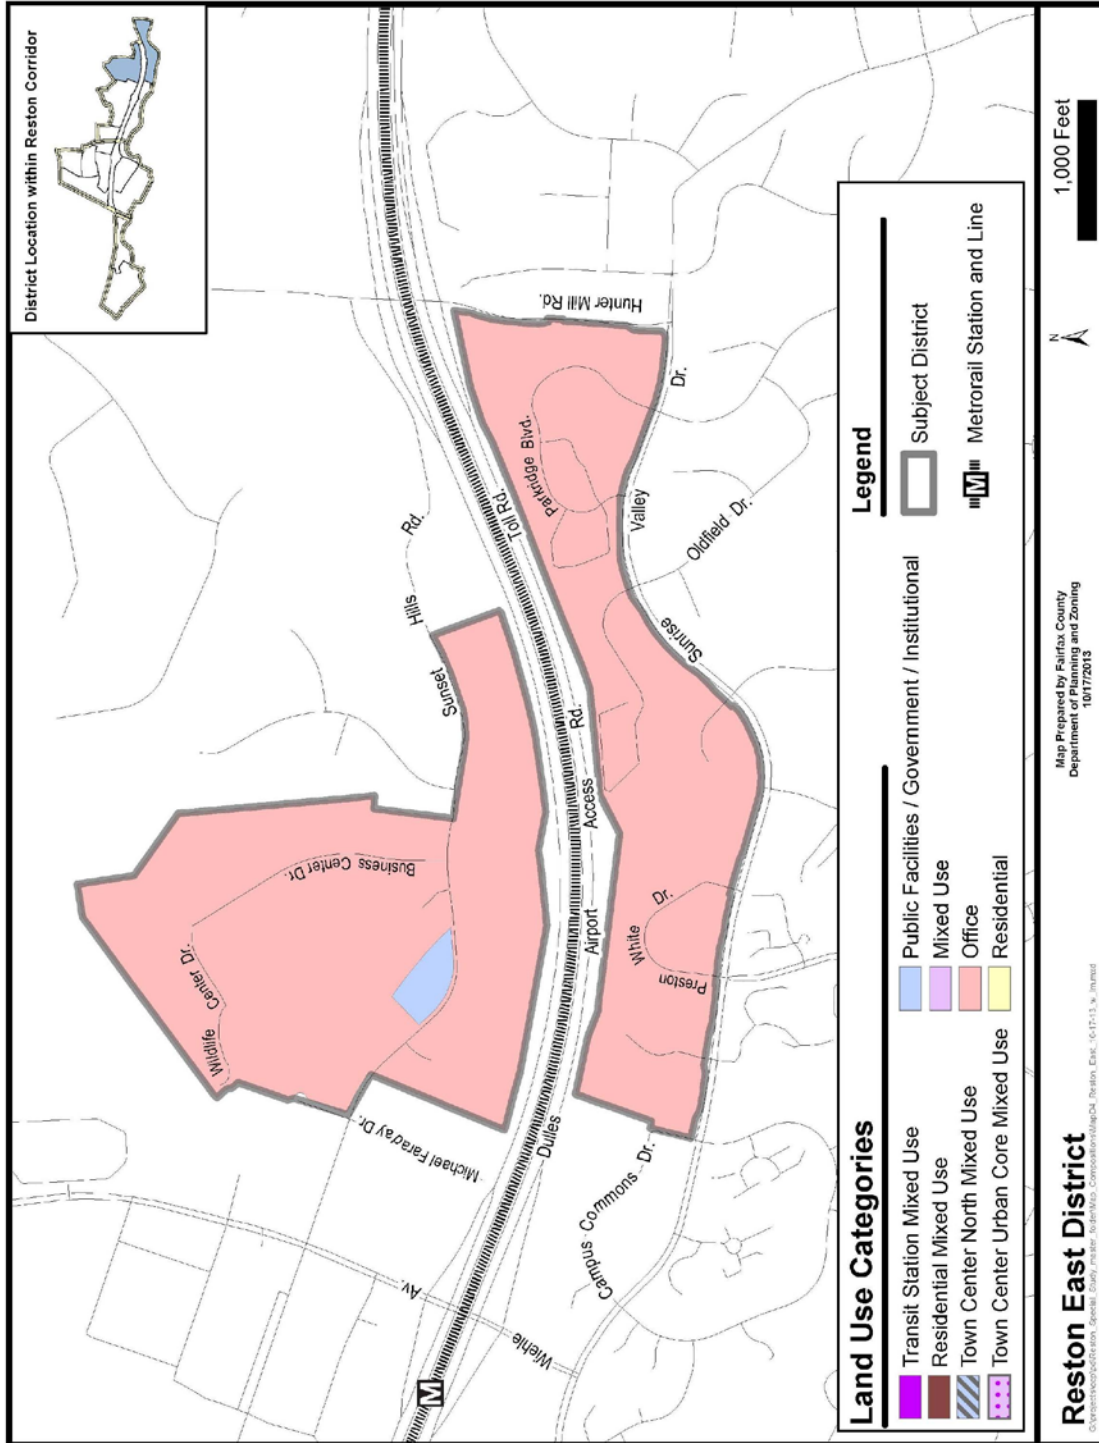 District Location within Reston Corridor
Wildlife Center Dr.
Business Center Dr.
Michael Faraday Dr.
Sunset Hills Rd.
Hunter Mill Rd.
Parkridge Blvd.
Dulles Airport Access Rd.
Toll Rd.
Wiehle Av.
M
White
Preston
Dr.
Campus Commons Dr.
Sunrise Valley Dr.
Oldfield Dr.
Land Use Categories
Transit Station Mixed Use
Residential Mixed Use
Town Center North Mixed Use
Town Center Urban Core Mixed Use
Public Facilities / Government / Institutional
Mixed Use
Office
Residential
Legend
Subject District
M
Metrorail Station and Line
Reston East District
Map Prepared by Fairfax County
Department of Planning and Zoning
10/17/2013
N
1,000 Feet